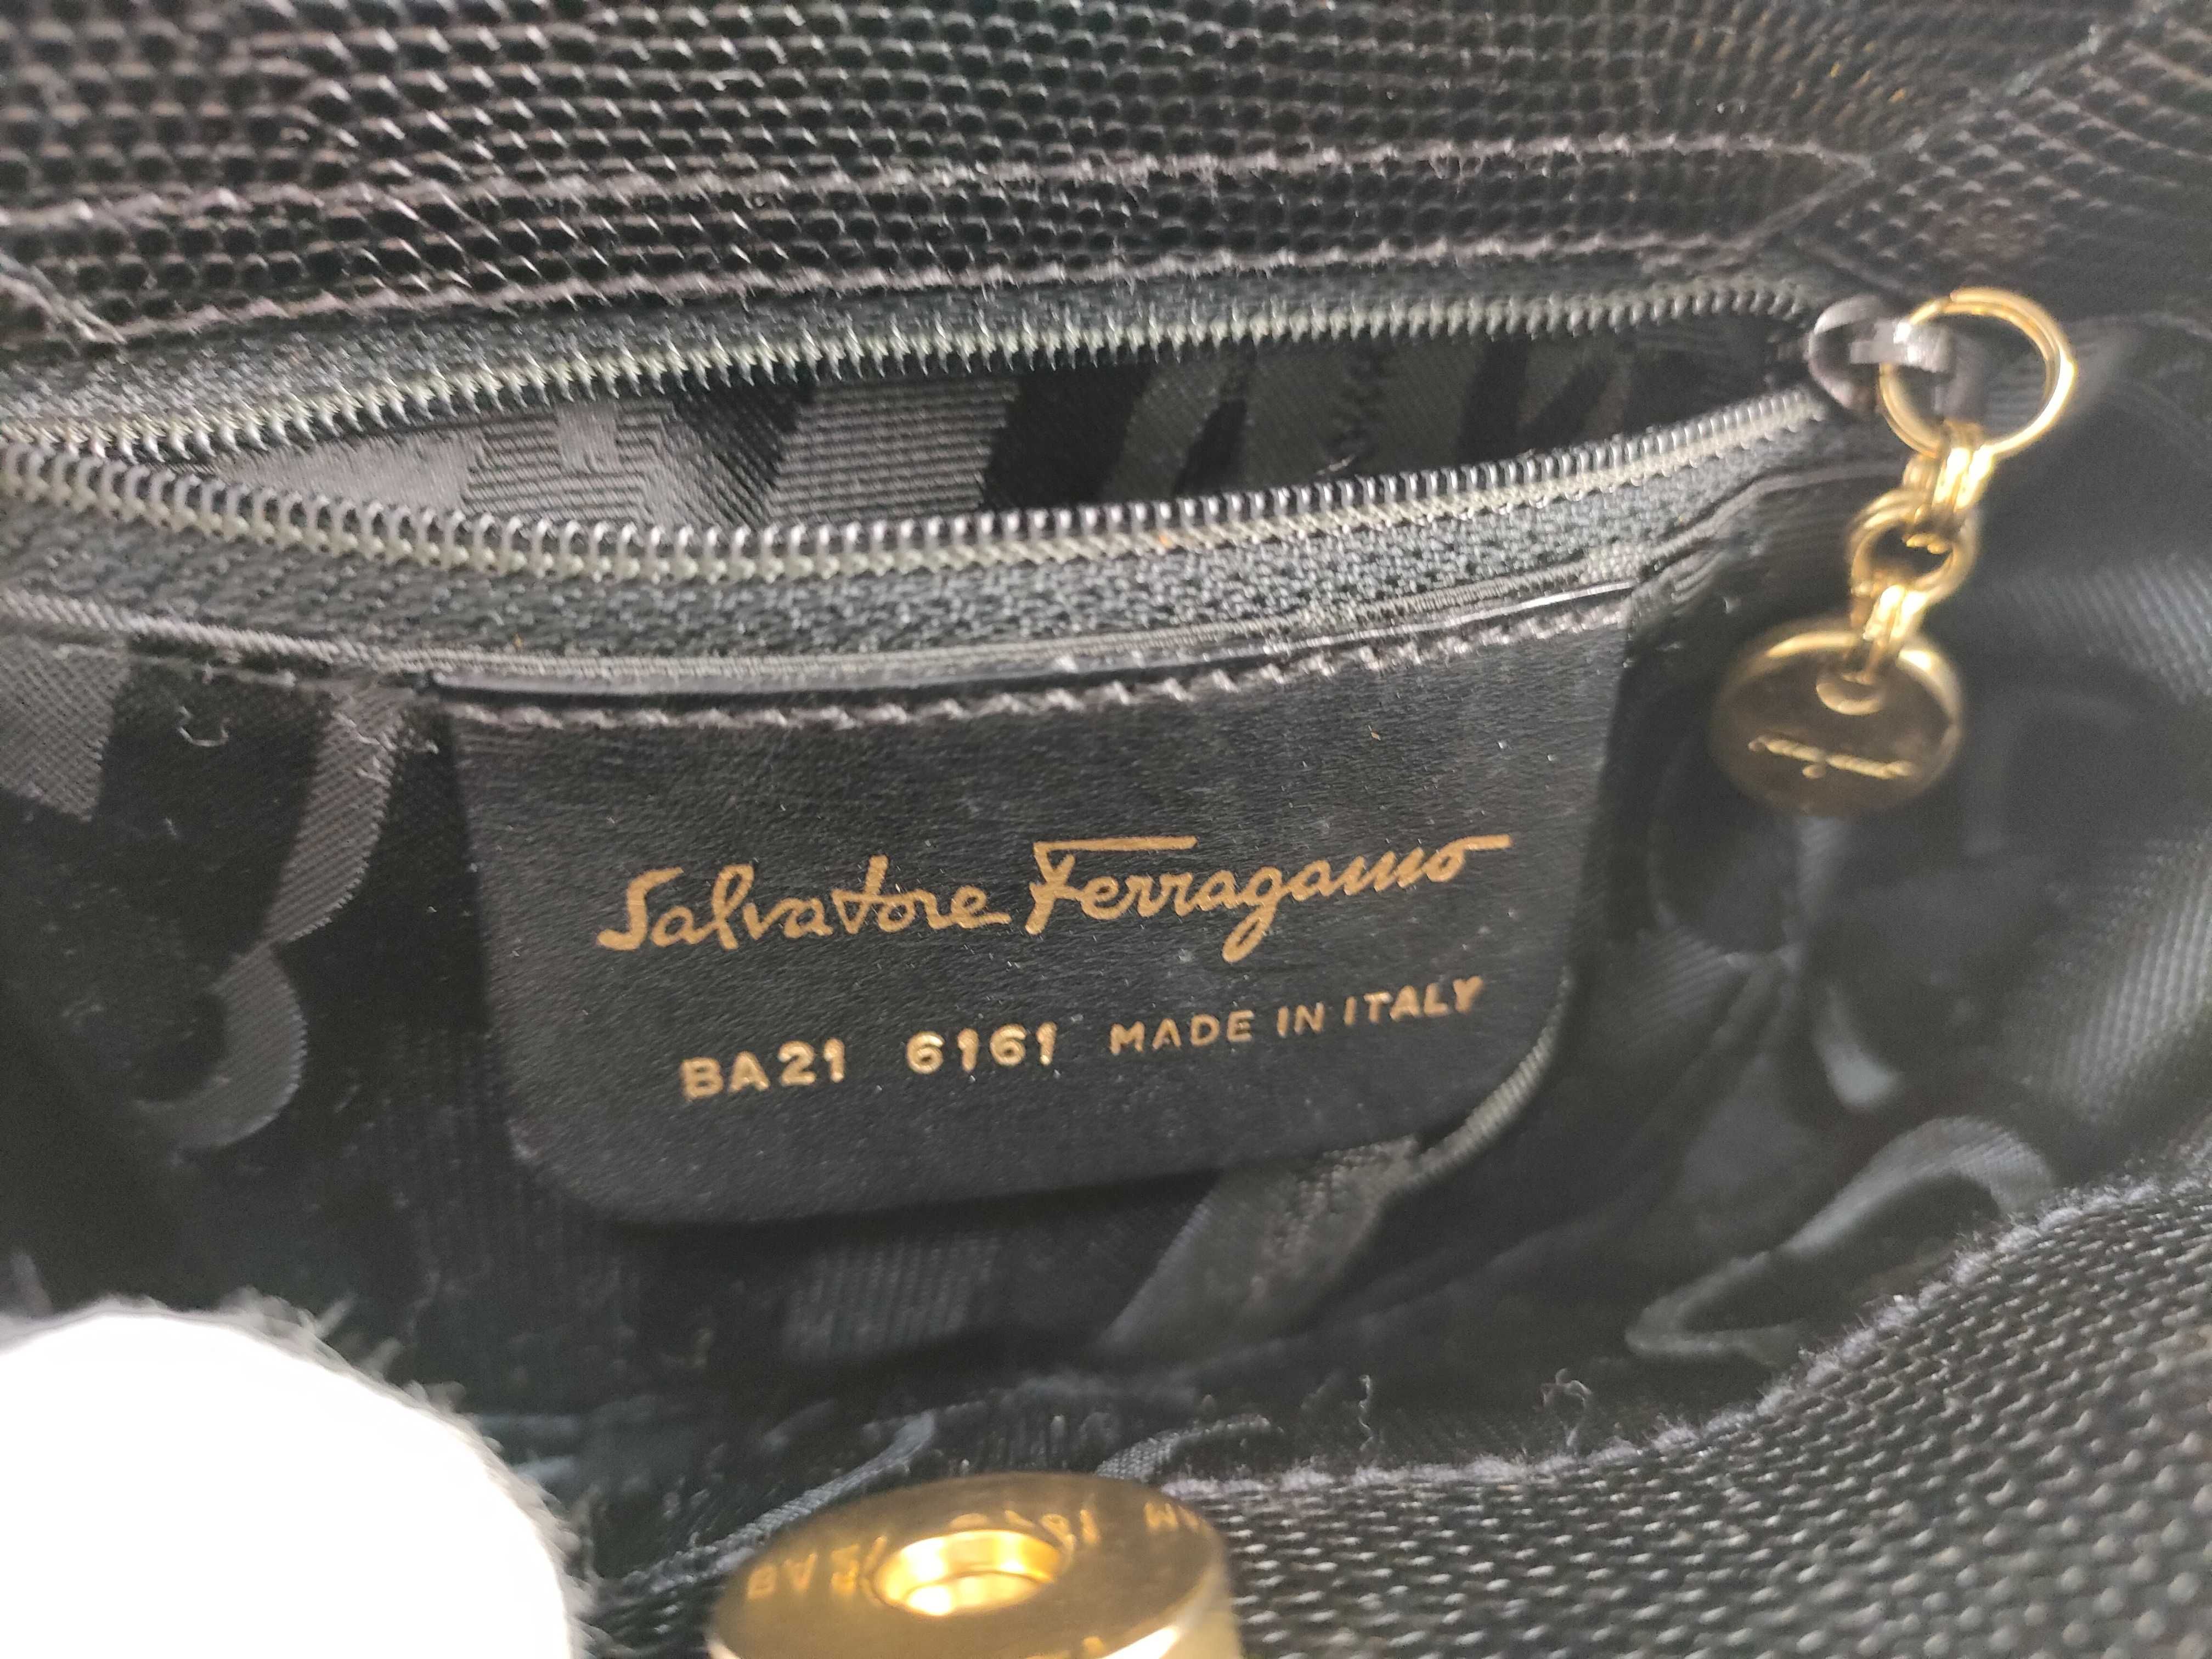 Salvatore Ferragamo
BA21 6161 MADE IN ITALY